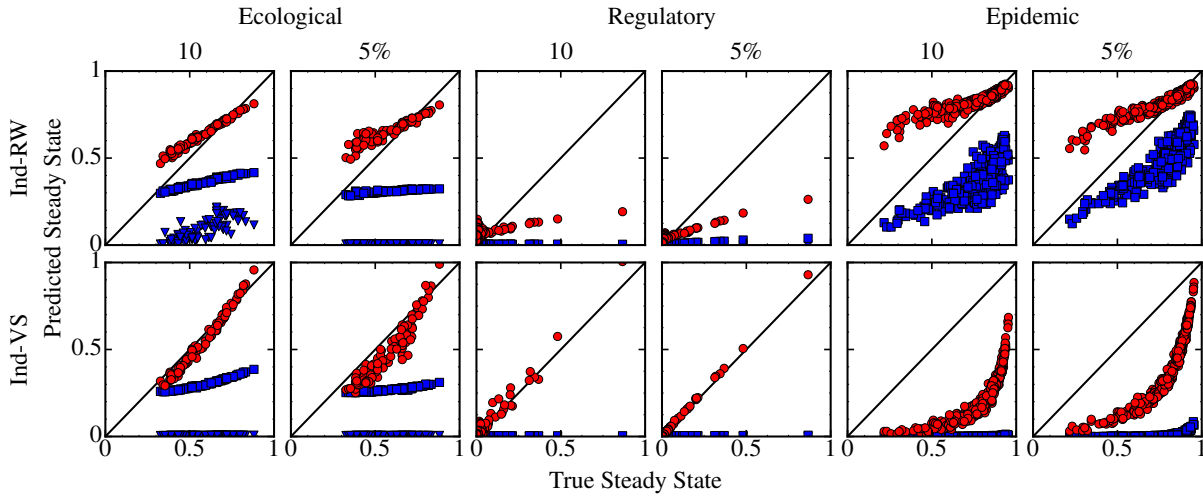 Ecological Regulatory Epidemic
10 5% 10 5% 10 5%
1
Ind-RW
Predicted Steady State
0.5
0
1
Ind-VS
0.5
0
0 0.5 1 0 0.5 1 0 0.5 1 0 0.5 1 0 0.5 1 0 0.5 1
True Steady State